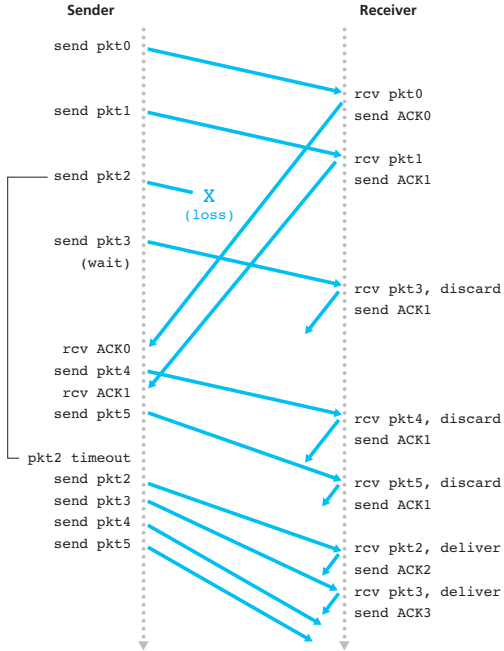 Sender
Receiver
send pkt0
rcv pkt0
send ACK0
send pkt1
rcv pkt1
send ACK1
send pkt2
X
(loss)
send pkt3
(wait)
rcv pkt3, discard
send ACK1
rcv ACK0
send pkt4
rcv ACK1
send pkt5
rcv pkt4, discard
send ACK1
pkt2 timeout
send pkt2
send pkt3
send pkt4
send pkt5
rcv pkt5, discard
send ACK1
rcv pkt2, deliver
send ACK2
rcv pkt3, deliver
send ACK3